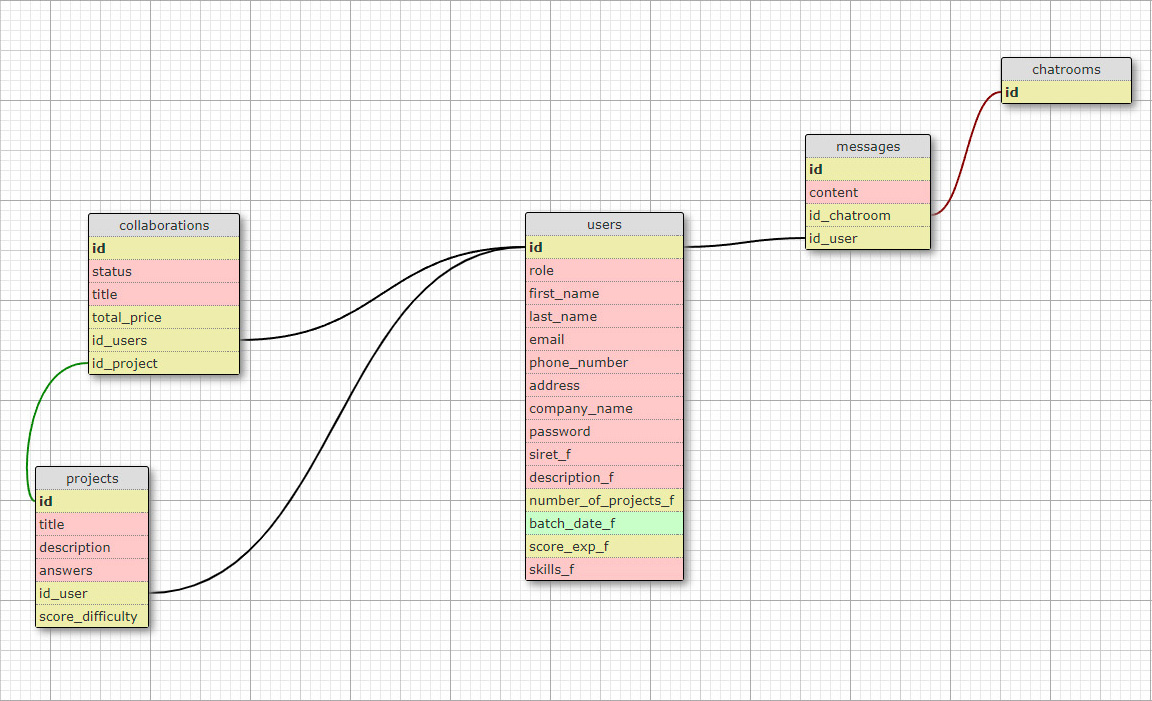 chatrooms
id
messages
id
content
id_chatroom
id_user
collaborations
id
status
title
total_price
id_users
id_project
users
id
role
first_name
last_name
email
phone_number
address
company_name
password
siret_f
description_f
number_of_projects_f
batch_date_f
score_exp_f
skills_f
projects
id
title
description
answers
id_user
score_difficulty